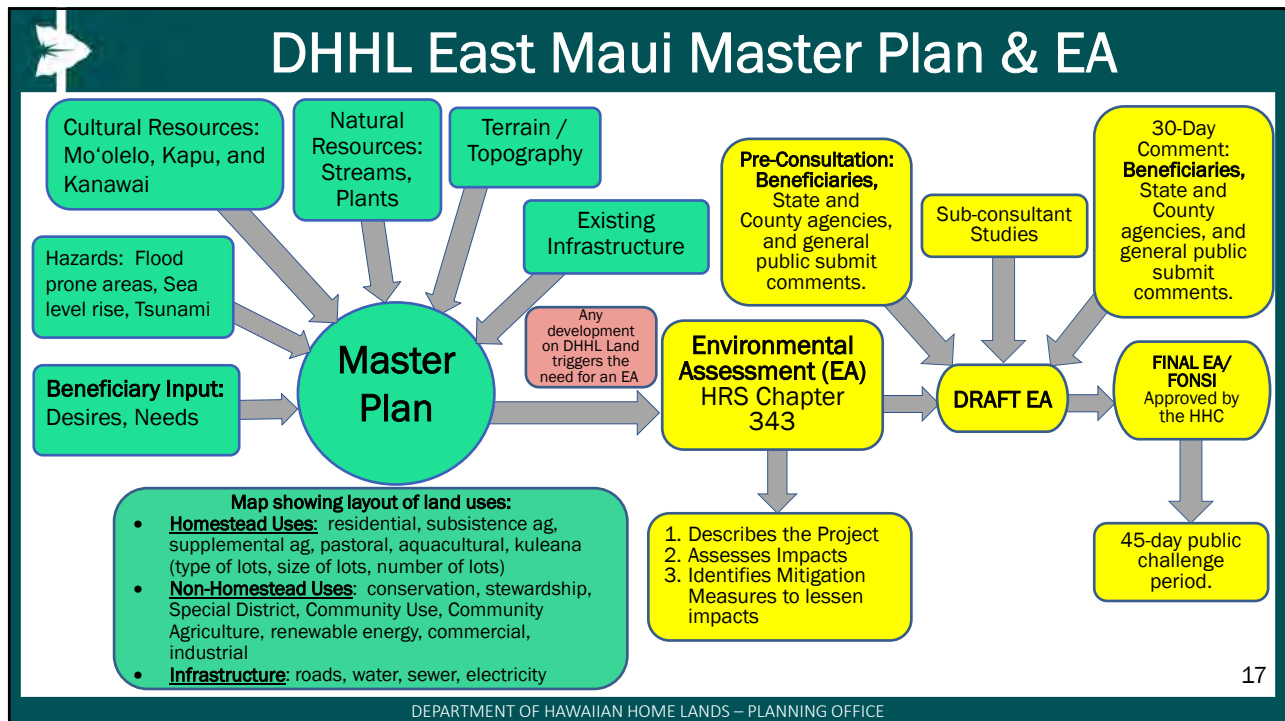 DHHL East Maui Master Plan & EA
Cultural Resources:
Mo‘olelo, Kapu, and
Kanawai
Natural
Resources:
Streams,
Plants
Terrain /
Topography
Existing
Infrastructure
Hazards: Flood
prone areas, Sea
level rise, Tsunami
Beneficiary Input:
Desires, Needs
Master
Plan
Any
development
on DHHL Land
triggers the
need for an EA
Map showing layout of land uses:
• Homestead Uses: residential, subsistence ag,
supplemental ag, pastoral, aquacultural, kuleana
(type of lots, size of lots, number of lots)
• Non-Homestead Uses: conservation, stewardship,
Special District, Community Use, Community
Agriculture, renewable energy, commercial,
industrial
• Infrastructure: roads, water, sewer, electricity
Pre-Consultation:
Beneficiaries,
State and
County agencies,
and general
public submit
comments.
Sub-consultant
Studies
30-Day
Comment:
Beneficiaries,
State and
County
agencies, and
general public
submit
comments.
Environmental
Assessment (EA)
HRS Chapter
343
DRAFT EA
FINAL EA/
FONSI
Approved by
the HHC
1. Describes the Project
2. Assesses Impacts
3. Identifies Mitigation
Measures to lessen
impacts
45-day public
challenge
period.
17
DEPARTMENT OF HAWAIIAN HOME LANDS – PLANNING OFFICE